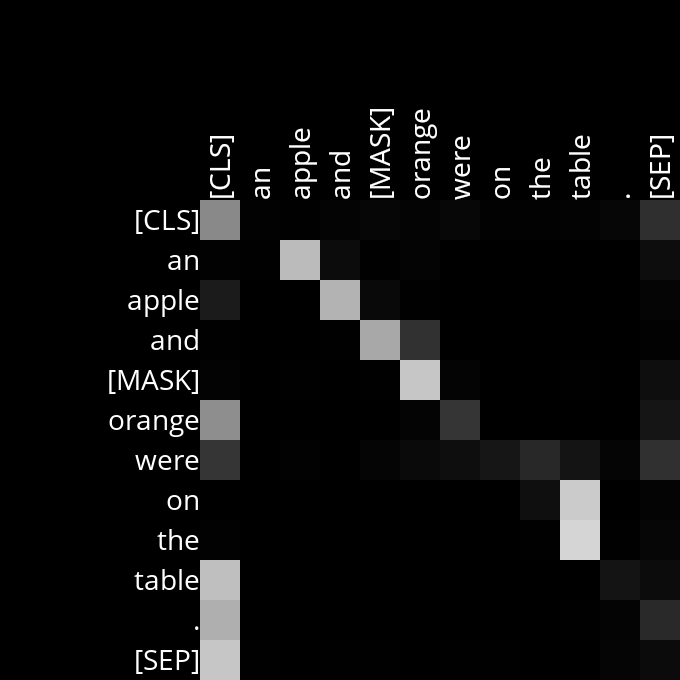 [CLS] an apple and [MASK] orange were on the table . [SEP]
[CLS]
an
apple
and
[MASK]
orange
were
on
the
table
.
[SEP]